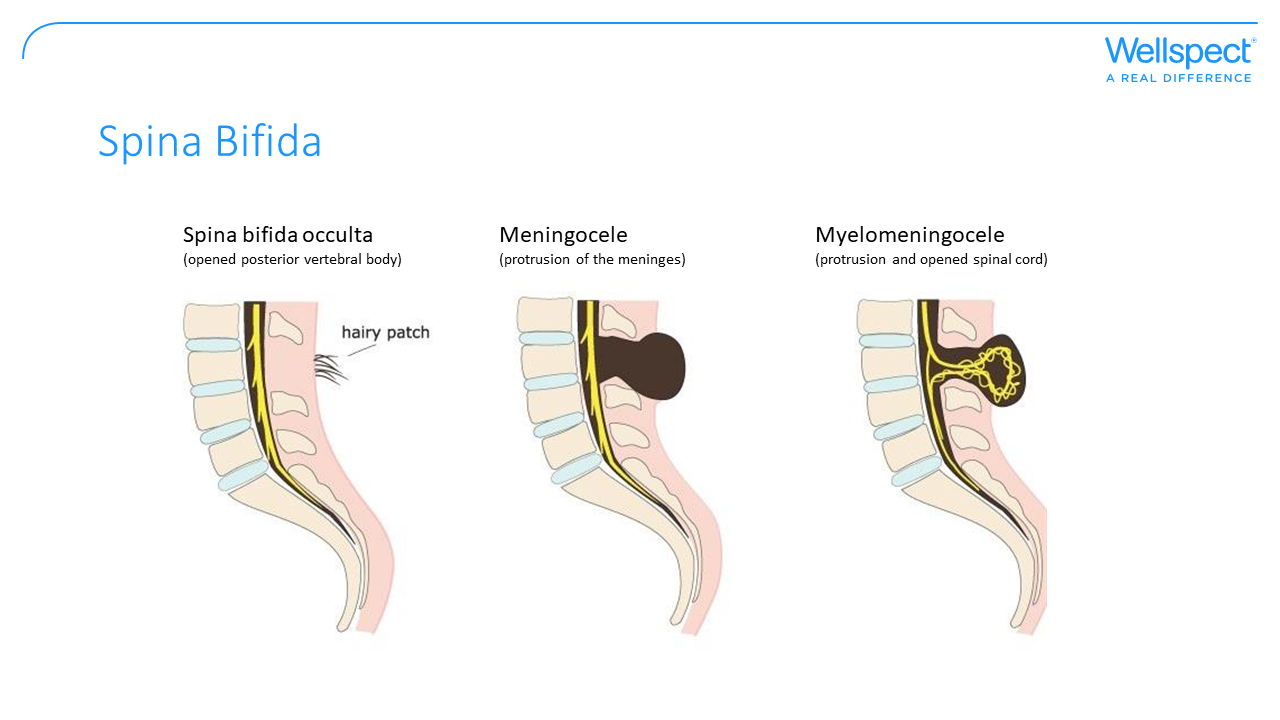 Wellspect®
A REAL DIFFERENCE
Spina Bifida
Spina bifida occulta
(opened posterior vertebral body)
hairy patch
Meningocele
(protrusion of the meninges)
Myelomeningocele
(protrusion and opened spinal cord)